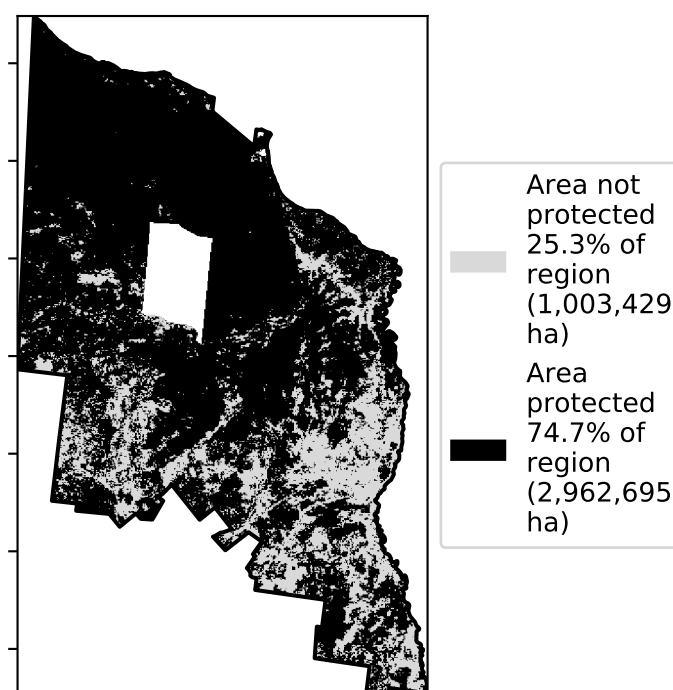 Area not
protected
25.3% of
region
(1,003,429
ha)
Area
protected
74.7% of
region
(2,962,695
ha)